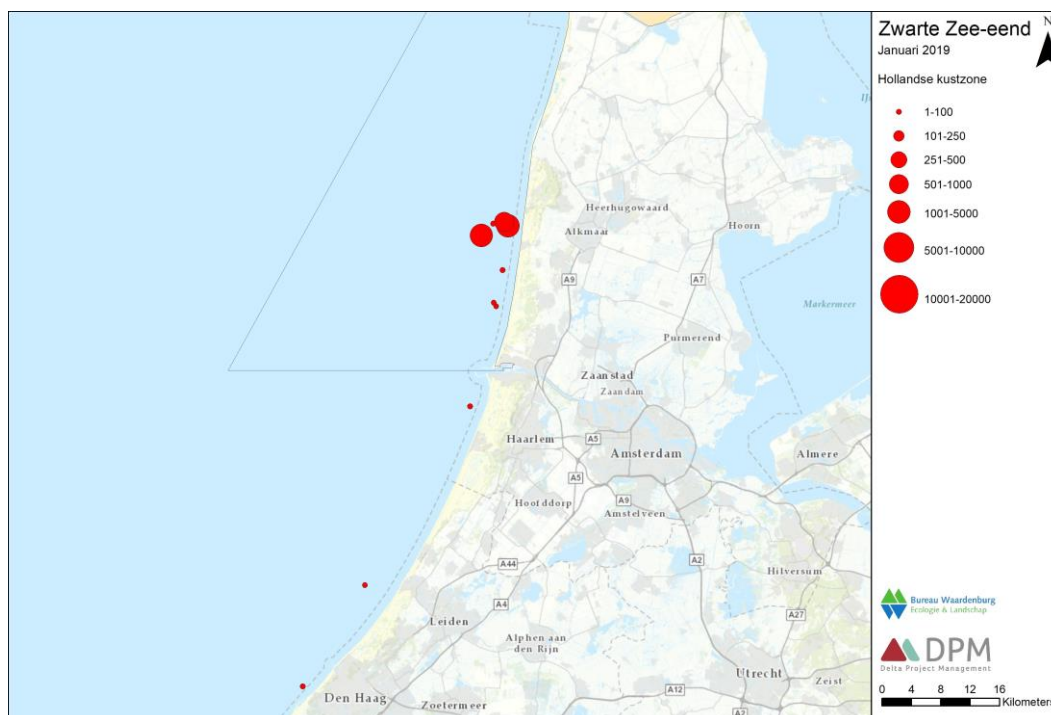 Zwarte Zee-eend
N
Januari 2019
Hollandse kustzone
1-100
101-250
251-500
501-1000
1001-5000
5001-10000
10001-20000
Heerhugowaard
Alkmaar
Hoorn
A9
A7
Markermeer
Purmerend
Zaanstad
Zaandam
Haarlem
A5
Amsterdam
Almere
A5
A9
Hoofddorp
Amstelveen
A44
A2
Hilversum
A4
A27
Leiden
Alphen aan
den Rijn
Utrecht
Zeist
Den Haag
A12
Zoetermeer
A2
Bureau Waardenburg
Ecologie & Landschap
DPM
Delta Project Management
0 4 8 12 16
Kilometers